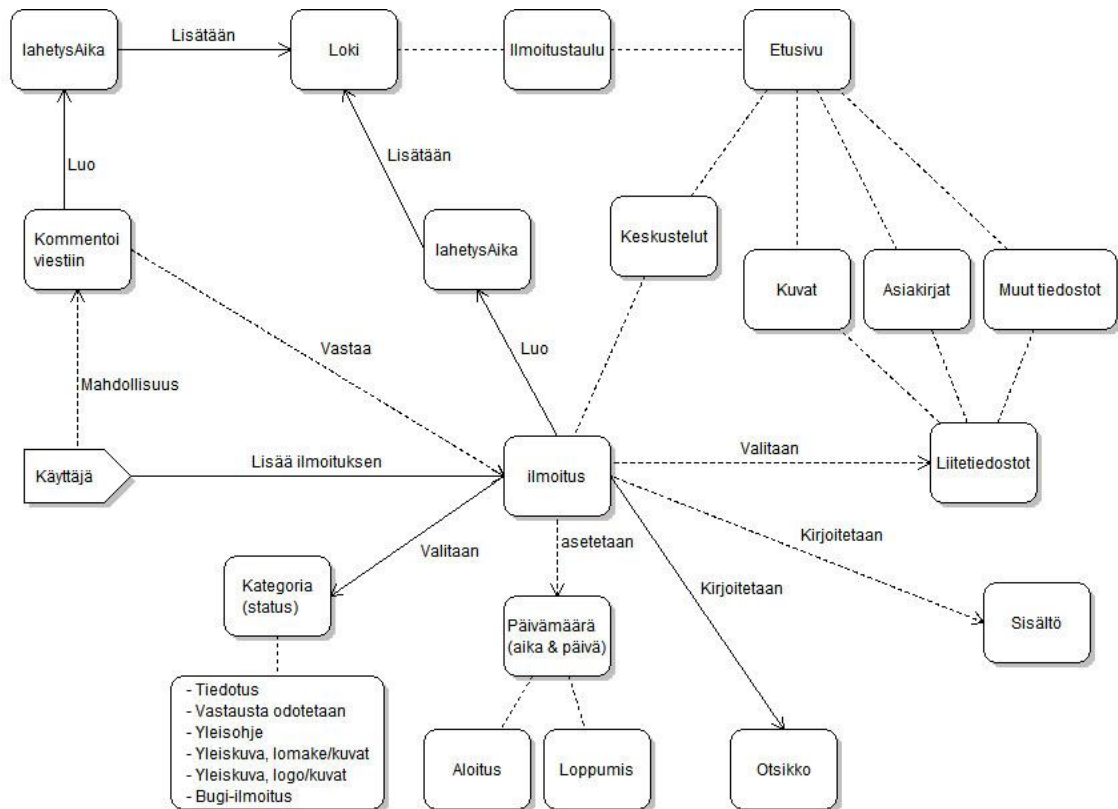 lahetysAika
Lisätään
Loki
Ilmoitustaulu
Etusivu
Luo
Lisätään
Kommentoi
viestiin
lahetysAika
Keskustelut
Kuvat
Asiakirjat
Muut tiedostot
Vastaa
Luo
Mahdollisuus
Käyttäjä
Lisää ilmoituksen
ilmoitus
Valitaan
Liitetiedostot
Valitaan
asetetaan
Kirjoitetaan
Kirjoitetaan
Kategoria
(status)
Päivämäärä
(aika & päivä)
Sisältö
- Tiedotus
- Vastausta odotetaan
- Yleisohje
- Yleiskuva, lomake/kuvat
- Yleiskuva, logo/kuvat
- Bugi-ilmoitus
Aloitus
Loppumis
Otsikko